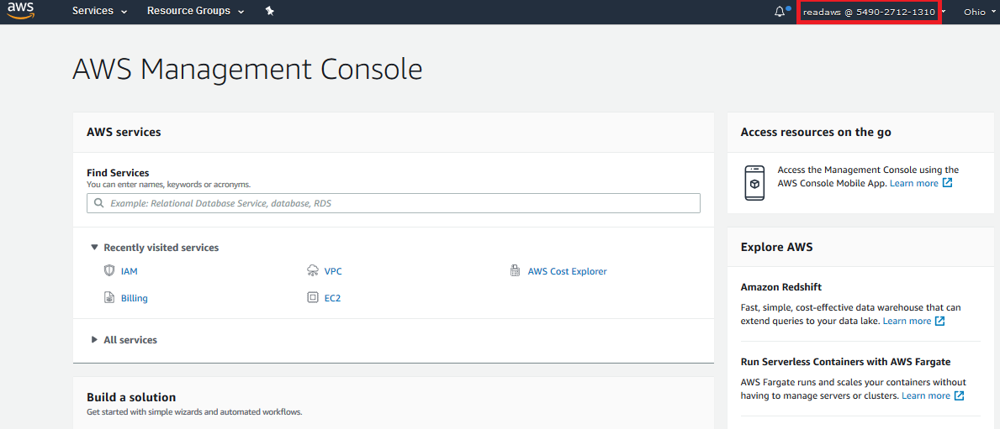 aws
Services
Resource Groups
readaws @ 5490-2712-1310
Ohio
AWS Management Console
AWS services
Find Services
You can enter names, keywords or acronyms.
Example: Relational Database Service, database, RDS
Recently visited services
IAM
VPC
AWS Cost Explorer
Billing
EC2
All services
Build a solution
Get started with simple wizards and automated workflows.
Access resources on the go
Access the Management Console using the
AWS Console Mobile App. Learn more
Explore AWS
Amazon Redshift
Fast, simple, cost-effective data warehouse that can
extend queries to your data lake. Learn more
Run Serverless Containers with AWS Fargate
AWS Fargate runs and scales your containers without
having to manage servers or clusters. Learn more